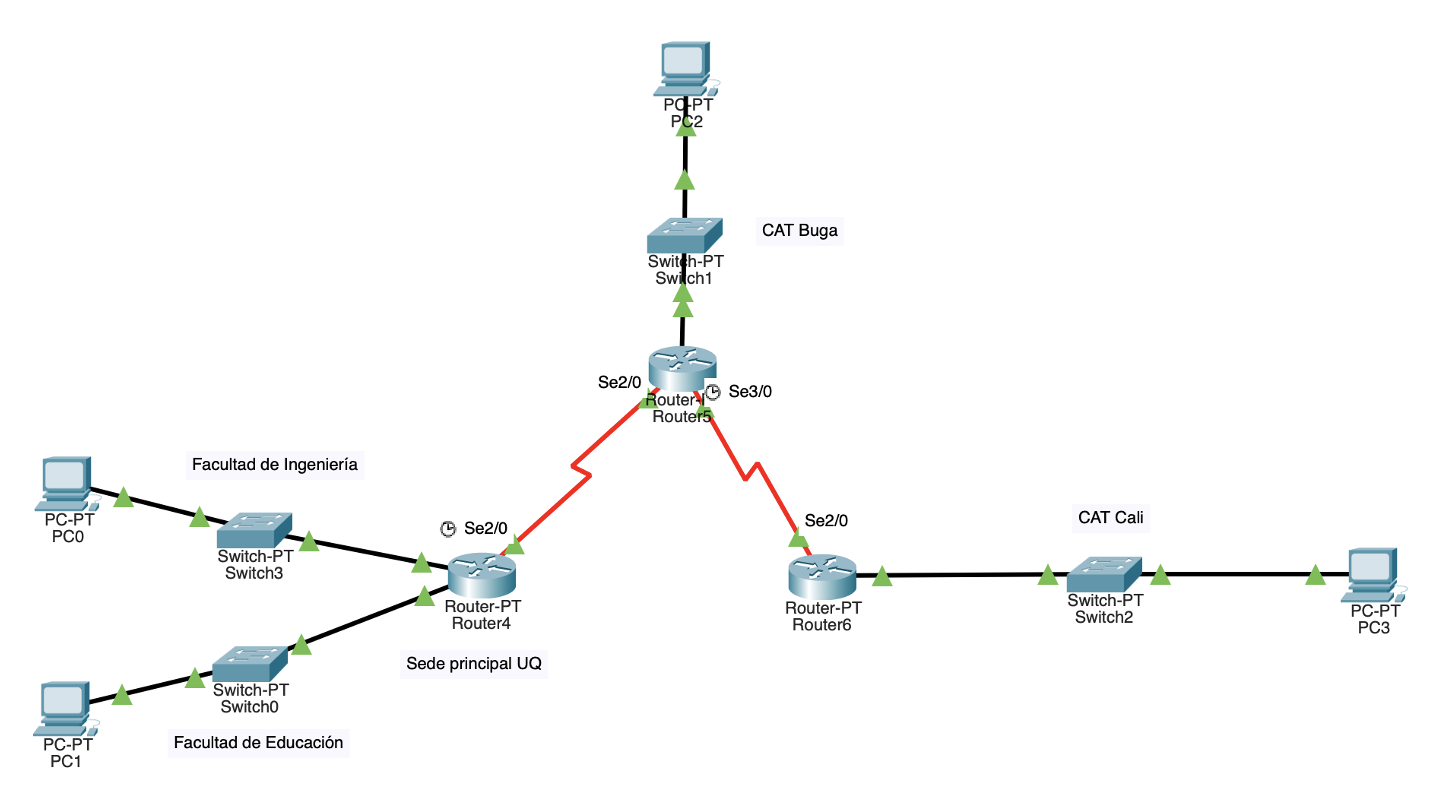 PC-PT
PC2
CAT Buga
Switch-PT
Switch1
Se2/0
Se3/0
Router5
Facultad de Ingeniería
PC-PT
PC0
Switch-PT
Switch3
Se2/0
Router-PT
Router4
Sede principal UQ
Switch-PT
Switch0
PC-PT
PC1
Facultad de Educación
Se2/0
Router-PT
Router6
CAT Cali
Switch-PT
Switch2
PC-PT
PC3